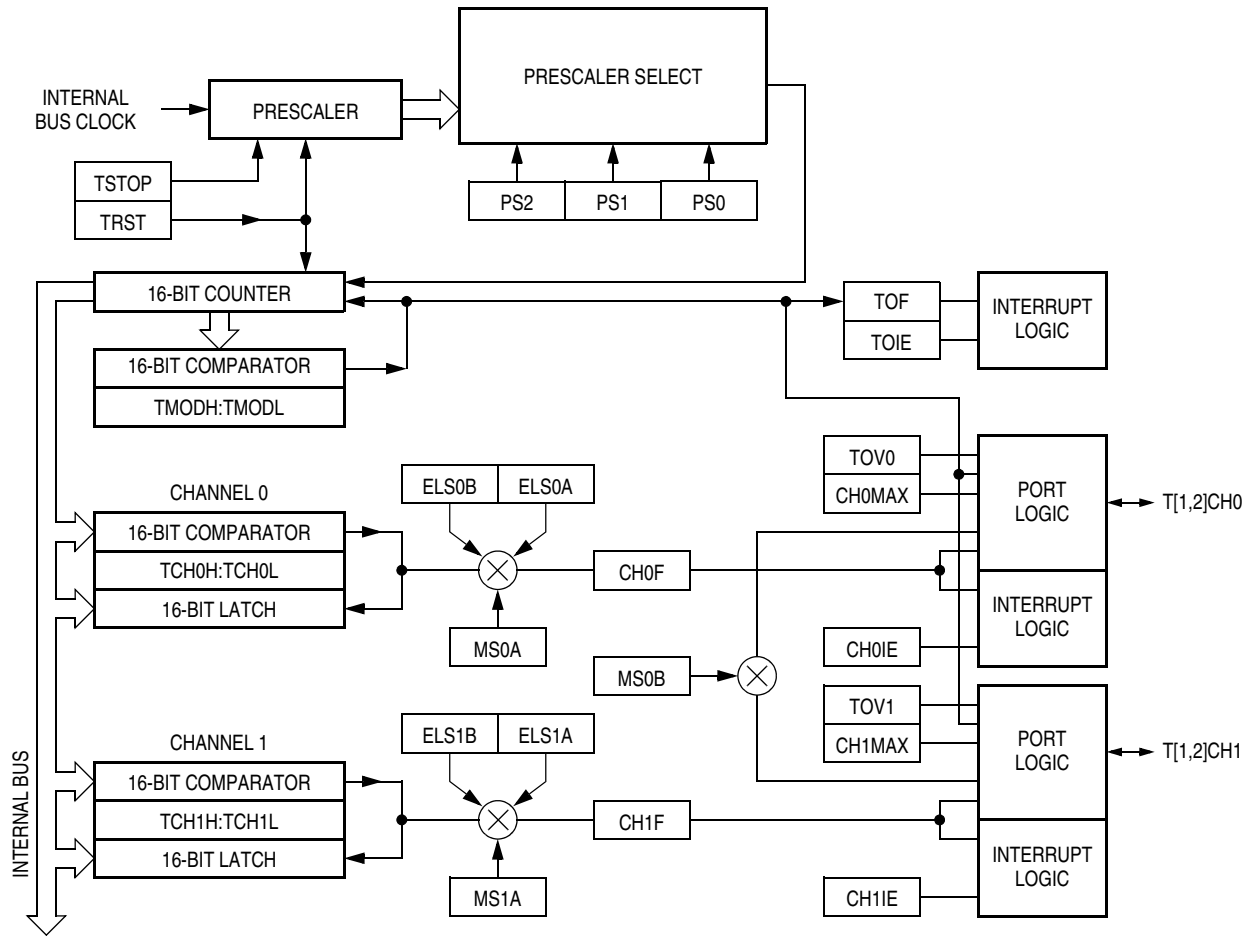 PRESCALER SELECT
INTERNAL
BUS CLOCK
PRESCALER
TSTOP
TRST
PS2
PS1
PS0
16-BIT COUNTER
16-BIT COMPARATOR
TMODH:TMODL
TOF
TOIE
INTERRUPT
LOGIC
CHANNEL 0
16-BIT COMPARATOR
TCH0H:TCH0L
16-BIT LATCH
ELS0B
ELS0A
MS0A
CH0F
TOV0
CH0MAX
PORT
LOGIC
T[1,2]CH0
INTERRUPT
LOGIC
CH0IE
MS0B
CHANNEL 1
16-BIT COMPARATOR
TCH1H:TCH1L
16-BIT LATCH
ELS1B
ELS1A
MS1A
CH1F
TOV1
CH1MAX
PORT
LOGIC
T[1,2]CH1
INTERRUPT
LOGIC
CH1IE
INTERNAL BUS